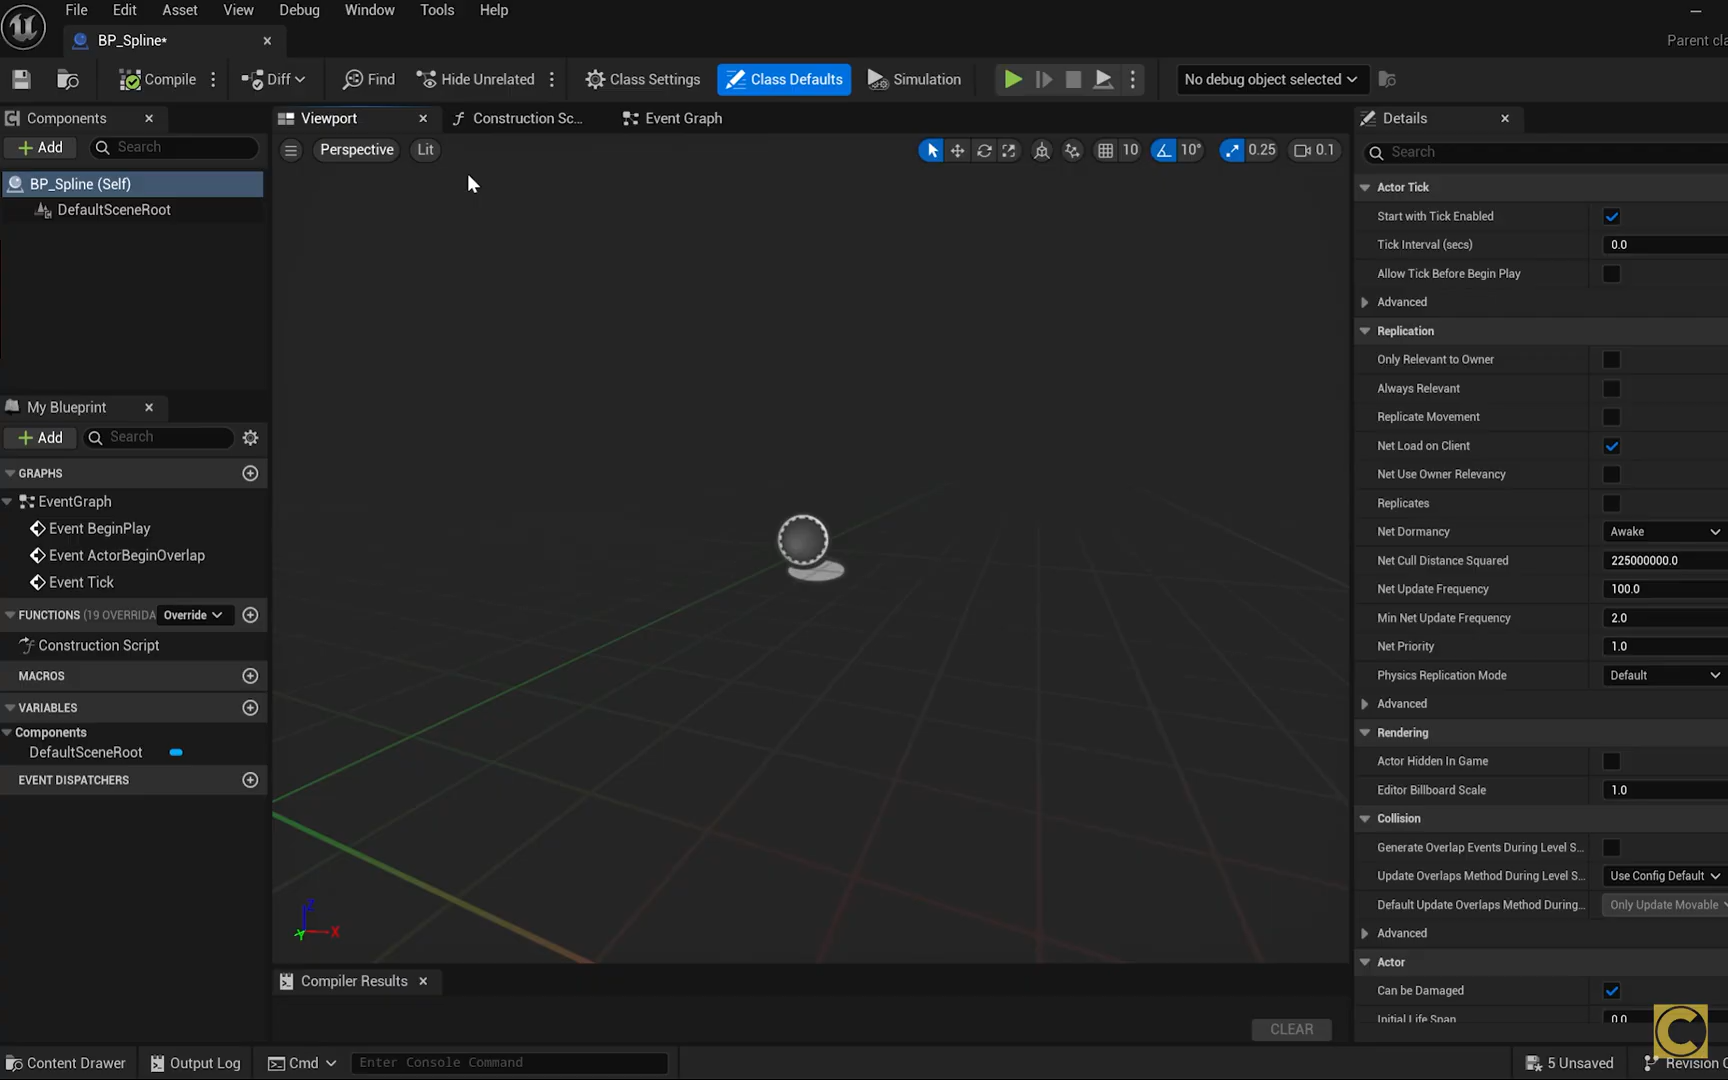 File Edit Asset View Debug Window Tools Help
BP_Spline*
Parent cla
Compile Diff Find Hide Unrelated Class Settings Class Defaults Simulation No debug object selected
Components
Viewport Construction Sc... Event Graph
Details
Add Search
Perspective Lit 10 10° 0.25 0.1
Search
BP_Spline (Self)
DefaultSceneRoot
Actor Tick
Start with Tick Enabled
Tick Interval (secs) 0.0
Allow Tick Before Begin Play
Advanced
Replication
Only Relevant to Owner
Always Relevant
Replicate Movement
Net Load on Client
Net Use Owner Relevancy
Replicates
Net Dormancy Awake
Net Cull Distance Squared 225000000.0
Net Update Frequency 100.0
Min Net Update Frequency 2.0
Net Priority 1.0
Physics Replication Mode Default
Advanced
Rendering
Actor Hidden In Game
Editor Billboard Scale 1.0
Collision
Generate Overlap Events During Level S...
Update Overlaps Method During Level S... Use Config Default
Default Update Overlaps Method During... Only Update Movable
Advanced
Actor
Can be Damaged
Initial Life Span 0.0
My Blueprint
Add Search
GRAPHS
EventGraph
Event BeginPlay
Event ActorBeginOverlap
Event Tick
FUNCTIONS (19 OVERRIDA Override
Construction Script
MACROS
VARIABLES
Components
DefaultSceneRoot
EVENT DISPATCHERS
Z
Y X
Compiler Results
CLEAR
Content Drawer Output Log Cmd Enter Console Command 5 Unsaved Revision C
C